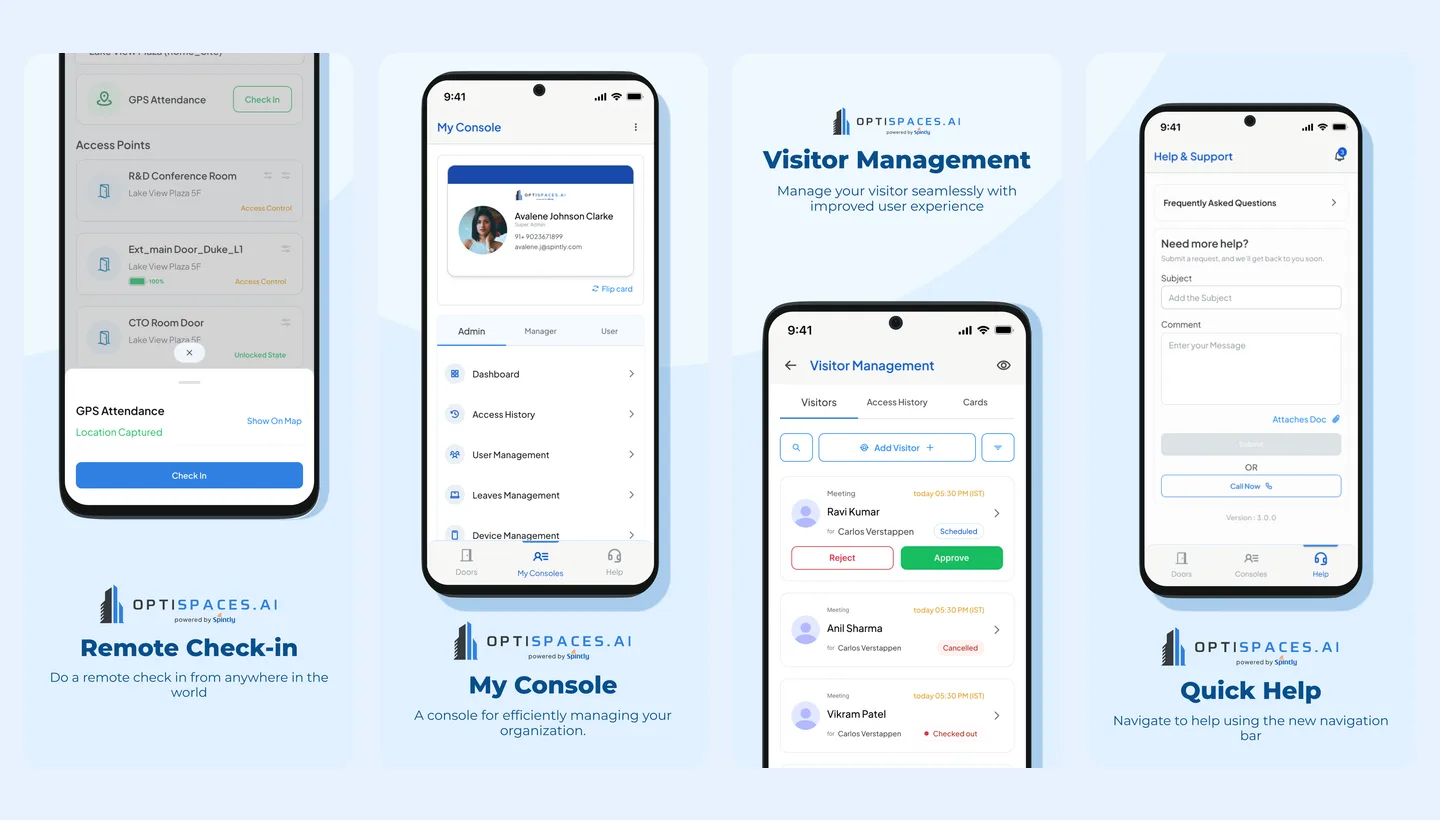 Lake View Plaza (home_site)
GPS Attendance
Check In
Access Points
R&D Conference Room
Lake View Plaza 5F
Access Control
Ext_main Door_Duke_L1
Lake View Plaza 5F
100%
Access Control
CTO Room Door
Lake View Plaza 5F
Unlocked State
GPS Attendance
Show On Map
Location Captured
Check In
OPTISPACES.AI
powered by Spintly
Remote Check-in
Do a remote check in from anywhere in the
world
9:41
My Console
OPTISPACES.AI
Avalene Johnson Clarke
Super Admin
91+ 9023671899
avalene.j@spintly.com
Flip card
Admin
Manager
User
Dashboard
Access History
User Management
Leaves Management
Device Management
Doors
My Consoles
Help
OPTISPACES.AI
powered by Spintly
My Console
A console for efficiently managing your
organization.
OPTISPACES.AI
powered by Spintly
Visitor Management
Manage your visitor seamlessly with
improved user experience
9:41
Visitor Management
Visitors
Access History
Cards
Add Visitor +
Meeting
today 05:30 PM (IST)
Ravi Kumar
for Carlos Verstappen
Scheduled
Reject
Approve
Meeting
today 05:30 PM (IST)
Anil Sharma
for Carlos Verstappen
Cancelled
Meeting
today 05:30 PM (IST)
Vikram Patel
for Carlos Verstappen
Checked out
9:41
Help & Support
3
Frequently Asked Questions
Need more help?
Submit a request, and we'll get back to you soon.
Subject
Add the Subject
Comment
Enter your Message
Attaches Doc
Submit
OR
Call Now
Version : 3.0.0
Doors
Consoles
Help
OPTISPACES.AI
powered by Spintly
Quick Help
Navigate to help using the new navigation
bar